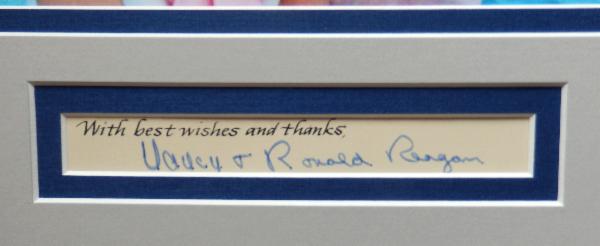 With best wishes and thanks,
Nancy & Ronald Reagan